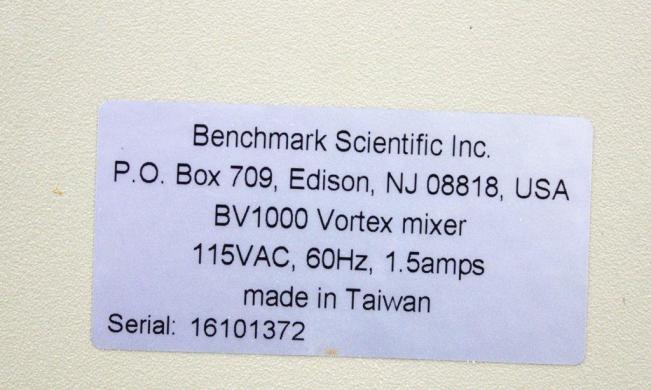 Benchmark Scientific Inc.
P.O. Box 709, Edison, NJ 08818, USA
BV1000 Vortex mixer
115VAC, 60Hz, 1.5amps
made in Taiwan
Serial: 16101372